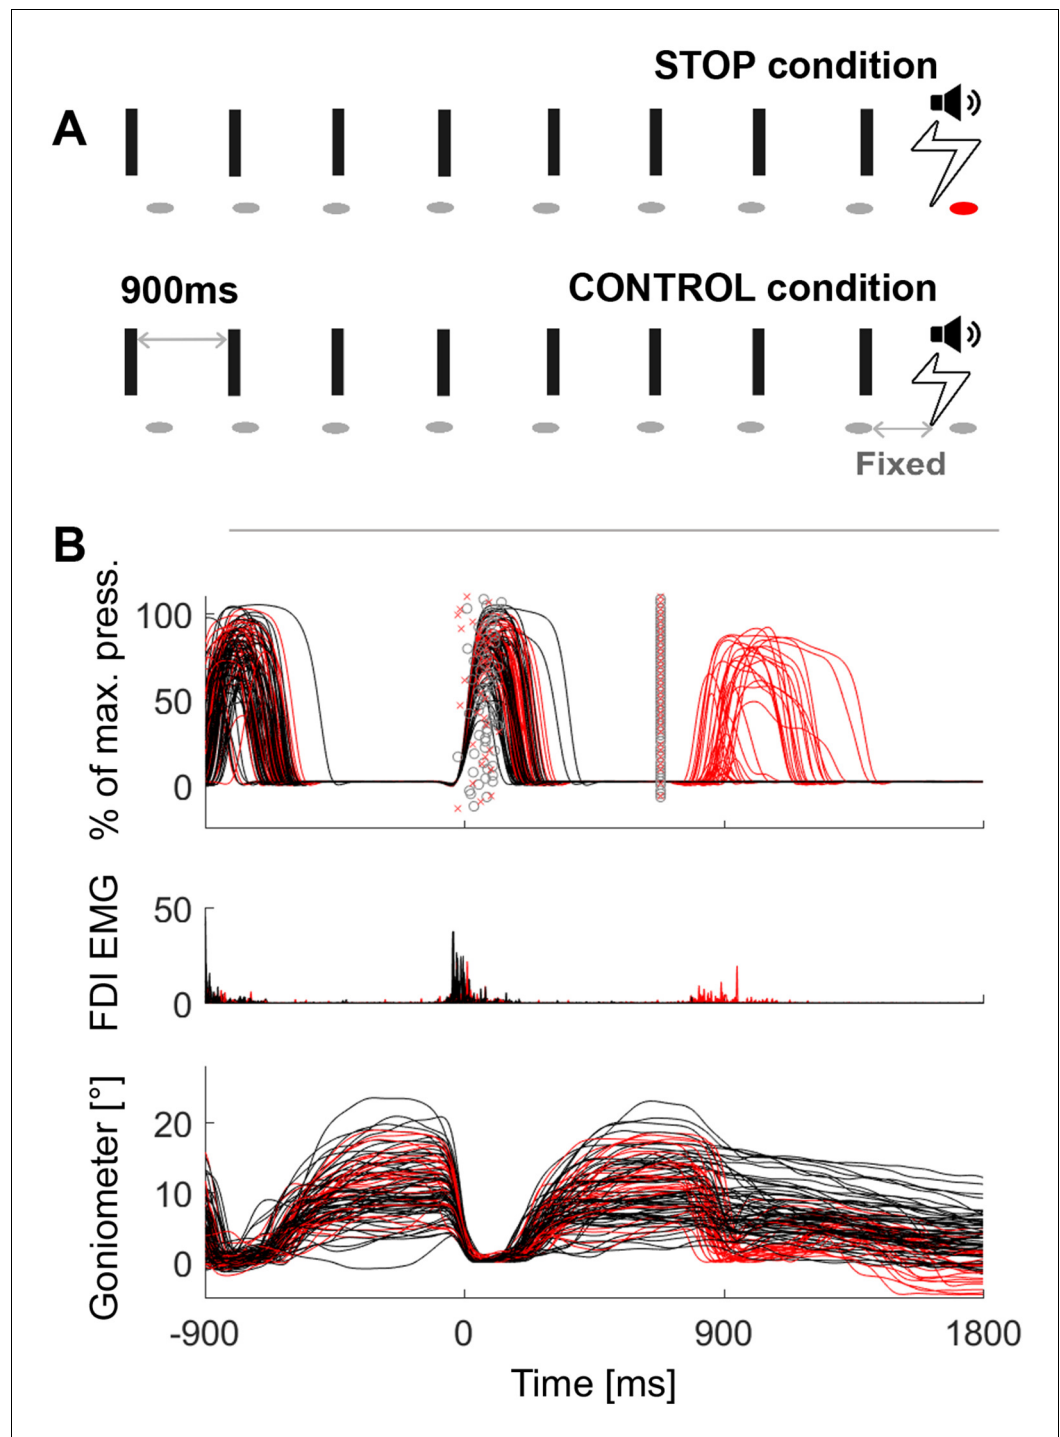 STOP condition
A
900ms
CONTROL condition
Fixed
B
% of max. press.
100
50
0
FDI EMG
50
0
Goniometer [°]
20
10
0
-900 0 900 1800
Time [ms]